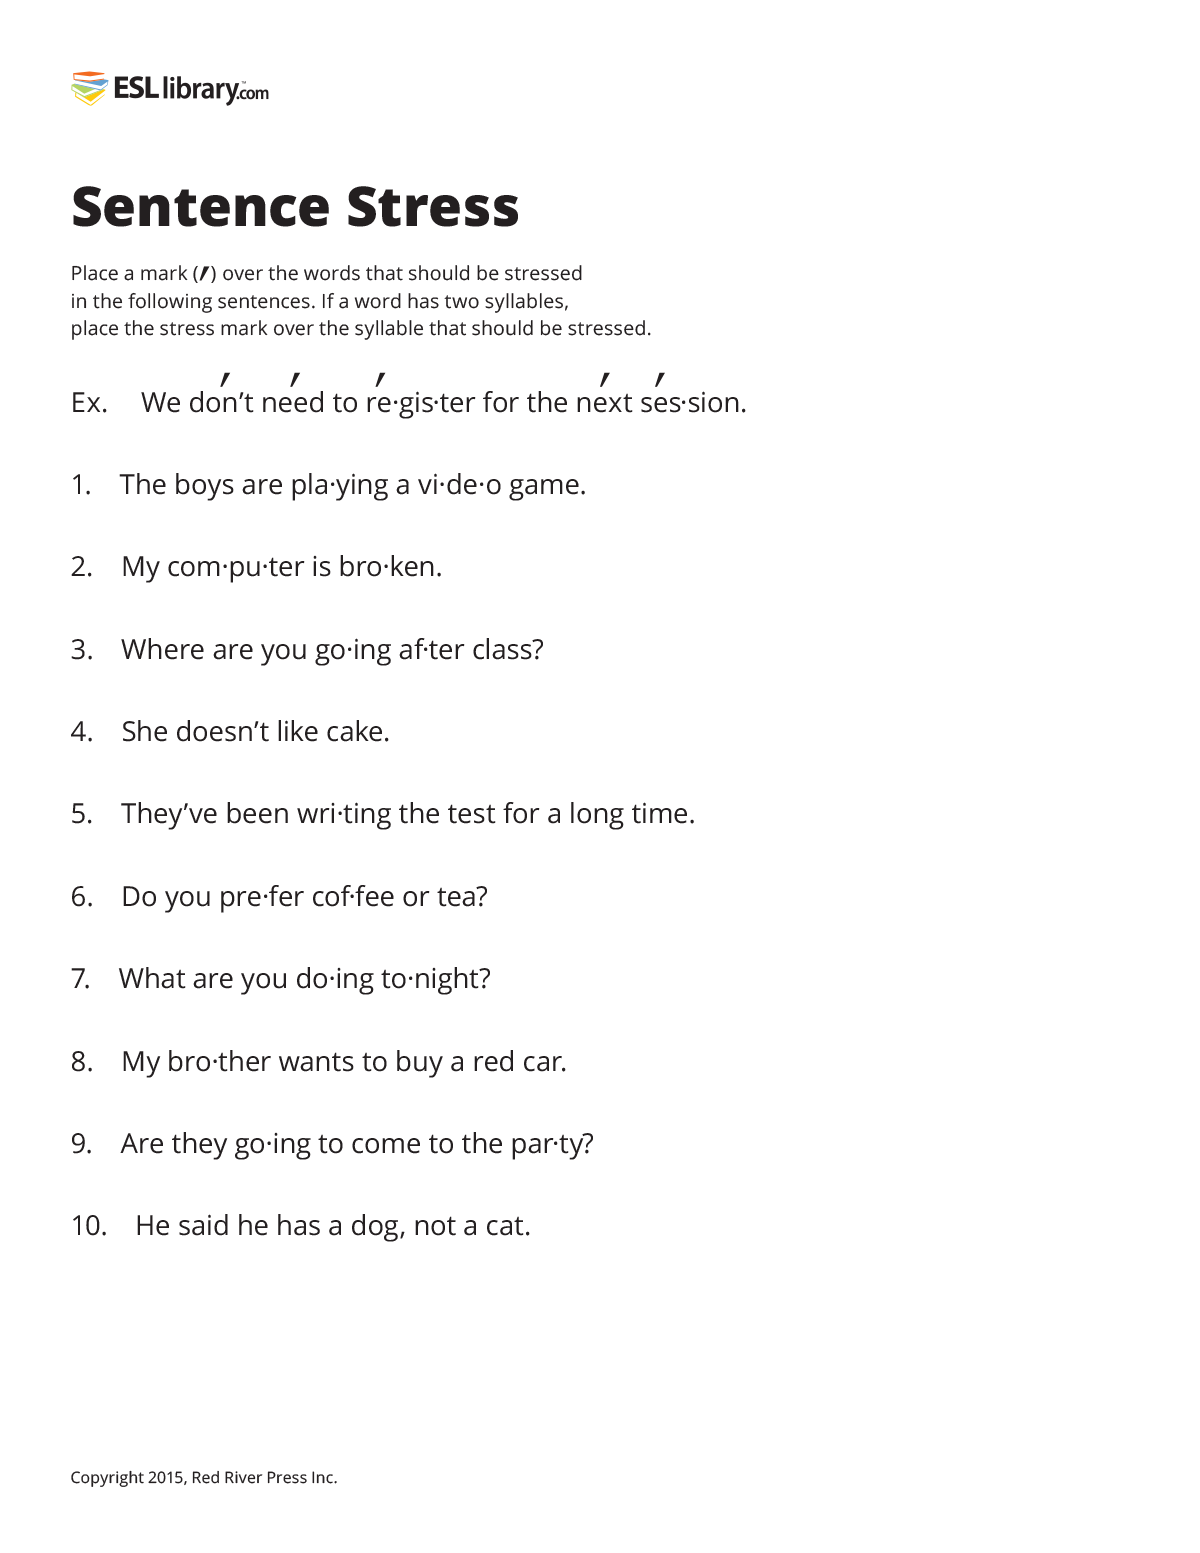 ESL library.com™
Sentence Stress
Place a mark (′) over the words that should be stressed
in the following sentences. If a word has two syllables,
place the stress mark over the syllable that should be stressed.
′ ′ ′ ′ ′
Ex. We don’t need to re·gis·ter for the next ses·sion.
1. The boys are pla·ying a vi·de·o game.
2. My com·pu·ter is bro·ken.
3. Where are you go·ing af·ter class?
4. She doesn’t like cake.
5. They’ve been wri·ting the test for a long time.
6. Do you pre·fer cof·fee or tea?
7. What are you do·ing to·night?
8. My bro·ther wants to buy a red car.
9. Are they go·ing to come to the par·ty?
10. He said he has a dog, not a cat.
Copyright 2015, Red River Press Inc.